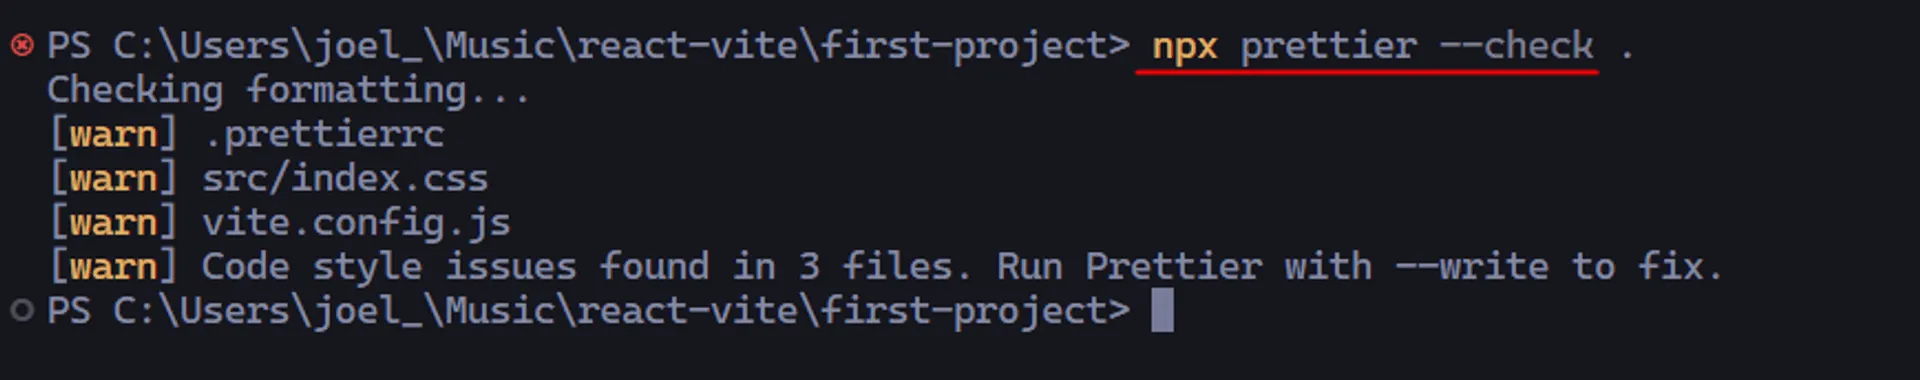 PS C:\Users\joel_\Music\react-vite\first-project> npx prettier --check .
Checking formatting...
[warn] .prettierrc
[warn] src/index.css
[warn] vite.config.js
[warn] Code style issues found in 3 files. Run Prettier with --write to fix.
PS C:\Users\joel_\Music\react-vite\first-project>